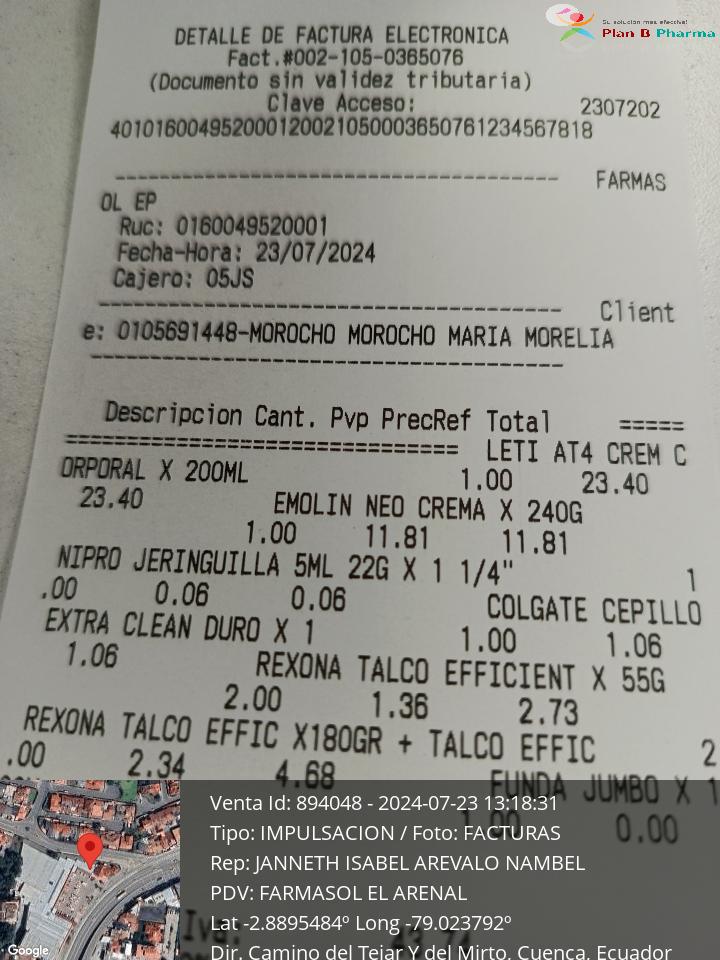 Su solución más efectiva!
Plan B Pharma
DETALLE DE FACTURA ELECTRONICA
Fact.#002-105-0365076
(Documento sin validez tributaria)
Clave Acceso: 2307202
401016004952000120021050003650761234567818
---------------------------------------- FARMAS
OL EP
Ruc: 0160049520001
Fecha-Hora: 23/07/2024
Cajero: 05JS
---------------------------------------- Client
e: 0105691448-MOROCHO MOROCHO MARIA MORELIA
----------------------------------------
Descripcion Cant. Pvp PrecRef Total =====
=================================== LETI AT4 CREM C
ORPORAL X 200ML 1.00 23.40
23.40 EMOLIN NEO CREMA X 240G
1.00 11.81 11.81
NIPRO JERINGUILLA 5ML 22G X 1 1/4" 1
.00 0.06 0.06 COLGATE CEPILLO
EXTRA CLEAN DURO X 1 1.00 1.06
1.06 REXONA TALCO EFFICIENT X 55G
2.00 1.36 2.73
REXONA TALCO EFFIC X180GR + TALCO EFFIC 2
.00 2.34 4.68 FUNDA JUMBO X 1
1.00 0.00
Iva:
Venta Id: 894048 - 2024-07-23 13:18:31
Tipo: IMPULSACION / Foto: FACTURAS
Rep: JANNETH ISABEL AREVALO NAMBEL
PDV: FARMASOL EL ARENAL
Lat -2.8895484º Long -79.023792º
Dir. Camino del Tejar Y del Mirto, Cuenca, Ecuador
Google